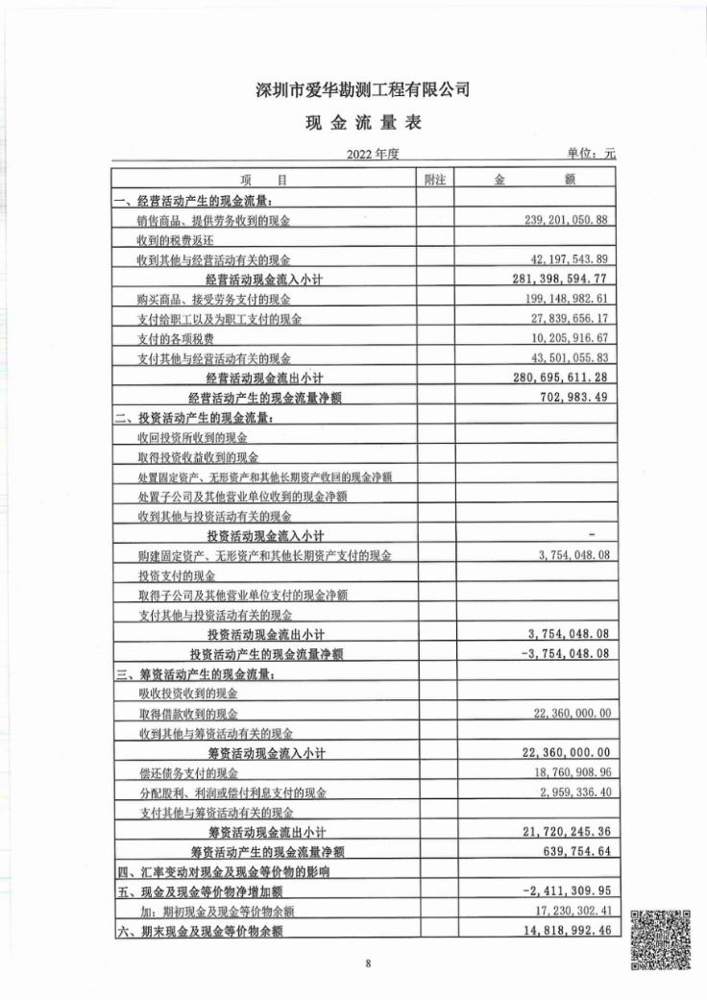 深圳市爱华勘测工程有限公司
现金流量表
2022 年度 单位：元
项 目 附注 金 额
一、经营活动产生的现金流量：
销售商品、提供劳务收到的现金 239,201,050.88
收到的税费返还
收到其他与经营活动有关的现金 42,197,543.89
经营活动现金流入小计 281,398,594.77
购买商品、接受劳务支付的现金 199,148,982.61
支付给职工以及为职工支付的现金 27,839,656.17
支付的各项税费 10,205,916.67
支付其他与经营活动有关的现金 43,501,055.83
经营活动现金流出小计 280,695,611.28
经营活动产生的现金流量净额 702,983.49
二、投资活动产生的现金流量：
收回投资所收到的现金
取得投资收益收到的现金
处置固定资产、无形资产和其他长期资产收回的现金净额
处置子公司及其他营业单位收到的现金净额
收到其他与投资活动有关的现金
投资活动现金流入小计 -
购建固定资产、无形资产和其他长期资产支付的现金 3,754,048.08
投资支付的现金
取得子公司及其他营业单位支付的现金净额
支付其他与投资活动有关的现金
投资活动现金流出小计 3,754,048.08
投资活动产生的现金流量净额 -3,754,048.08
三、筹资活动产生的现金流量：
吸收投资收到的现金
取得借款收到的现金 22,360,000.00
收到其他与筹资活动有关的现金
筹资活动现金流入小计 22,360,000.00
偿还债务支付的现金 18,760,908.96
分配股利、利润或偿付利息支付的现金 2,959,336.40
支付其他与筹资活动有关的现金
筹资活动现金流出小计 21,720,245.36
筹资活动产生的现金流量净额 639,754.64
四、汇率变动对现金及现金等价物的影响
五、现金及现金等价物净增加额 -2,411,309.95
加：期初现金及现金等价物余额 17,230,302.41
六、期末现金及现金等价物余额 14,818,992.46
8